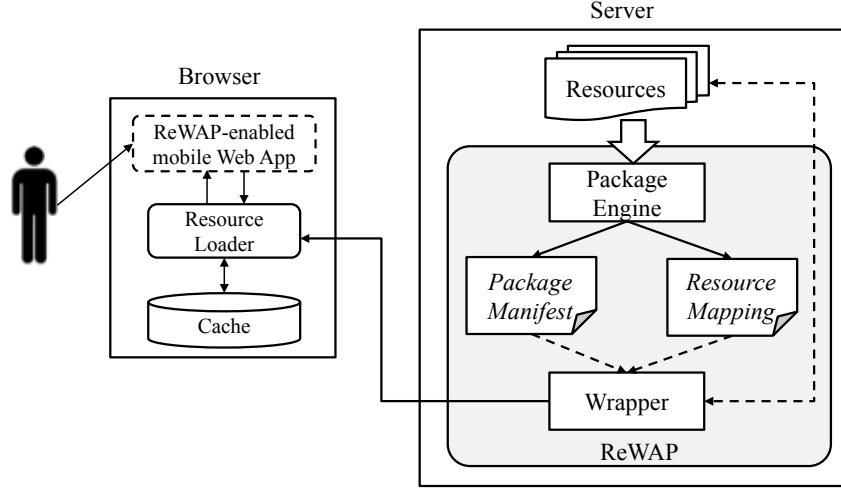 Server
Browser
Resources
ReWAP-enabled
mobile Web App
Package
Engine
Resource
Loader
Package
Manifest
Resource
Mapping
Cache
Wrapper
ReWAP